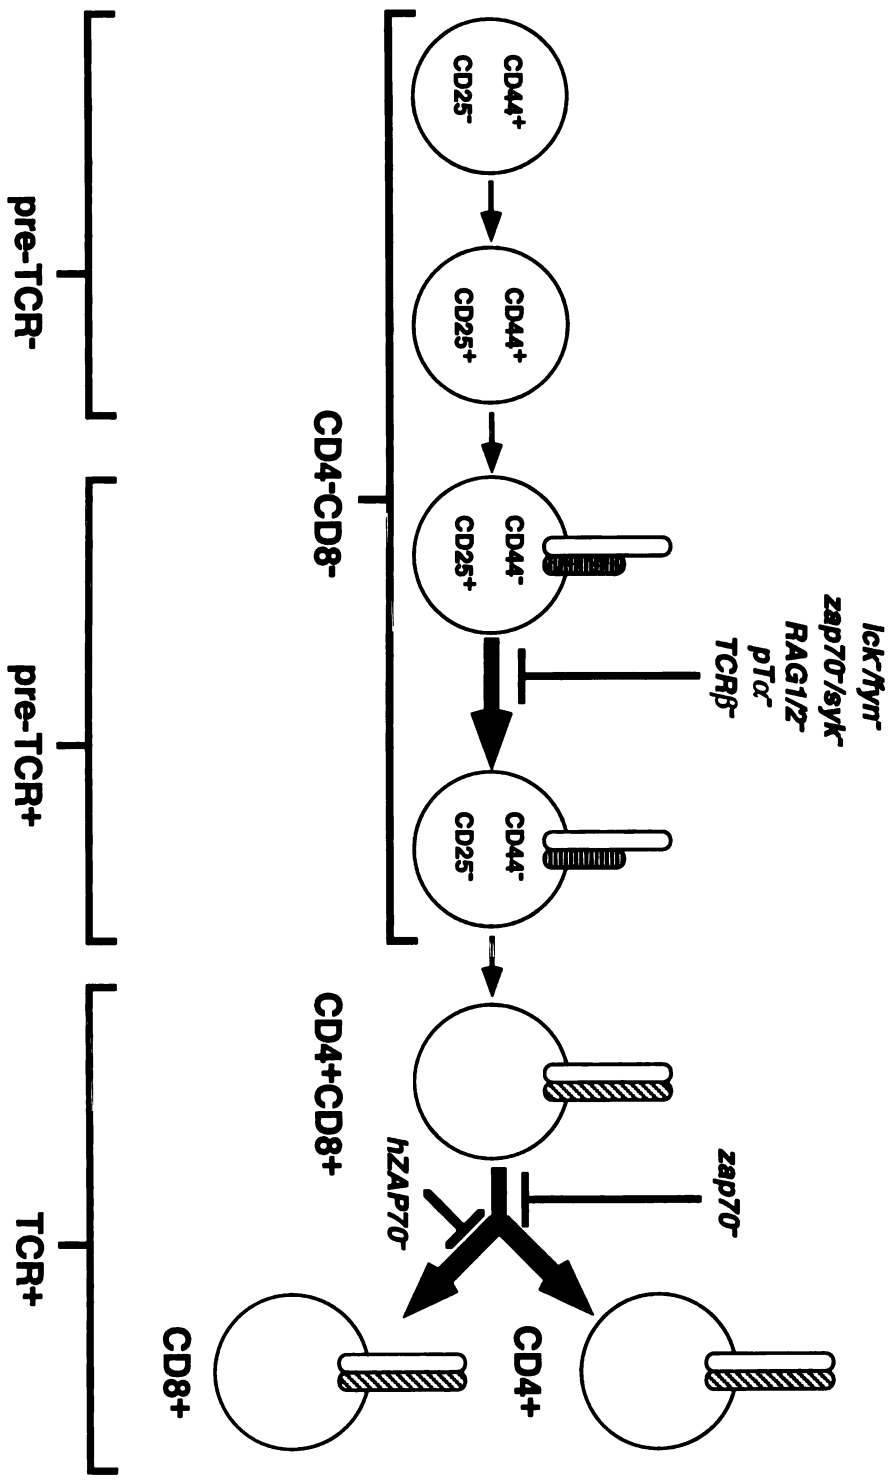 lck⁻/fyn⁻
zap70⁻/syk⁻
RAG1/2⁻
pTα⁻
TCRβ⁻
zap70⁻
CD44⁺
CD25⁻
CD44⁺
CD25⁺
CD44⁻
CD25⁺
CD44⁻
CD25⁻
CD4+
hZAP70⁻
CD4-CD8-
CD4+CD8+
CD8+
pre-TCR-
pre-TCR+
TCR+